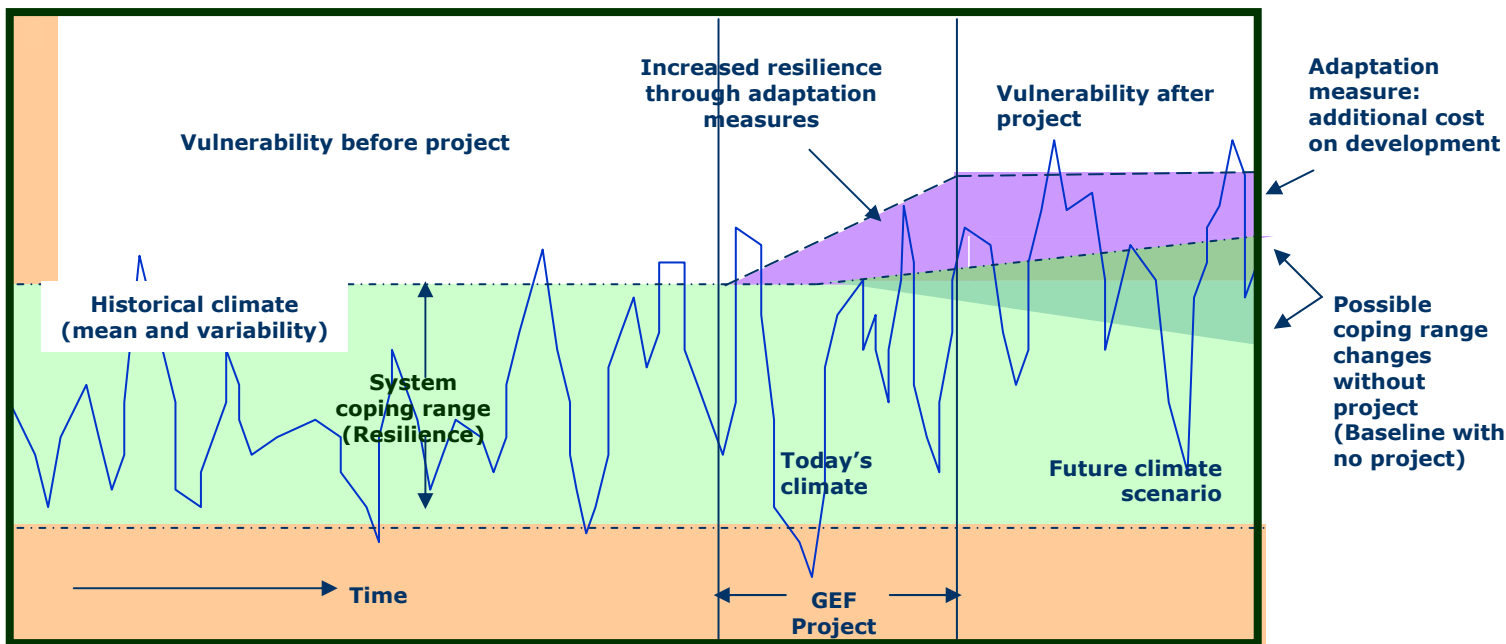 Increased resilience
through adaptation
measures
Vulnerability before project
Vulnerability after
project
Adaptation
measure:
additional cost
on development
Historical climate
(mean and variability)
System
coping range
(Resilience)
Possible
coping range
changes
without
project
(Baseline with
no project)
Today's
climate
Future climate
scenario
Time
GEF
Project